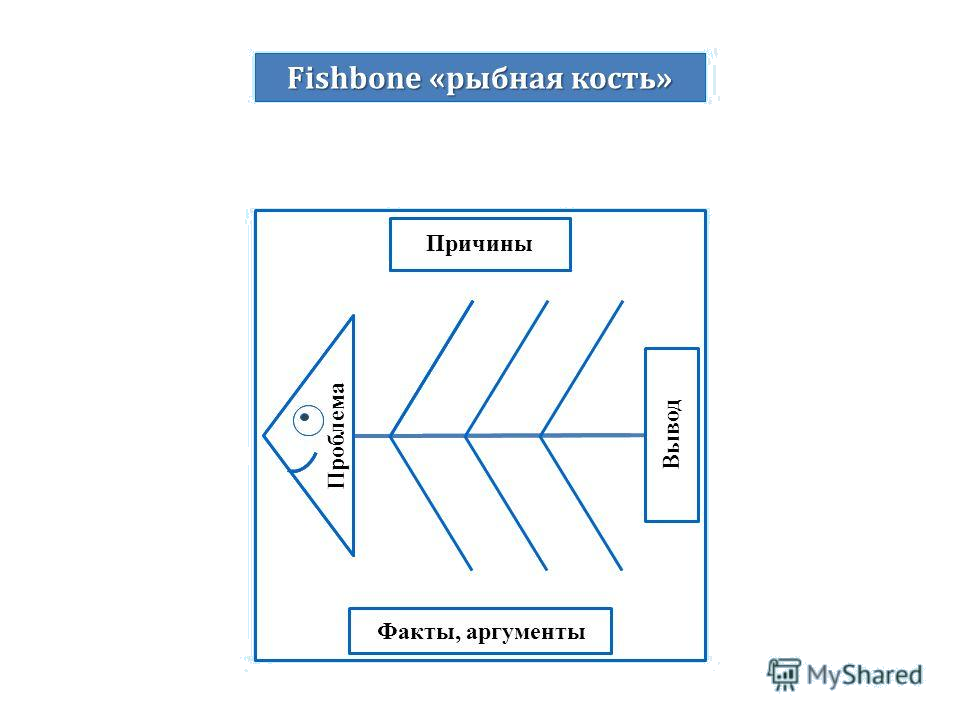 Fishbone «рыбная кость»
Причины
Проблема
Вывод
Факты, аргументы
MyShared